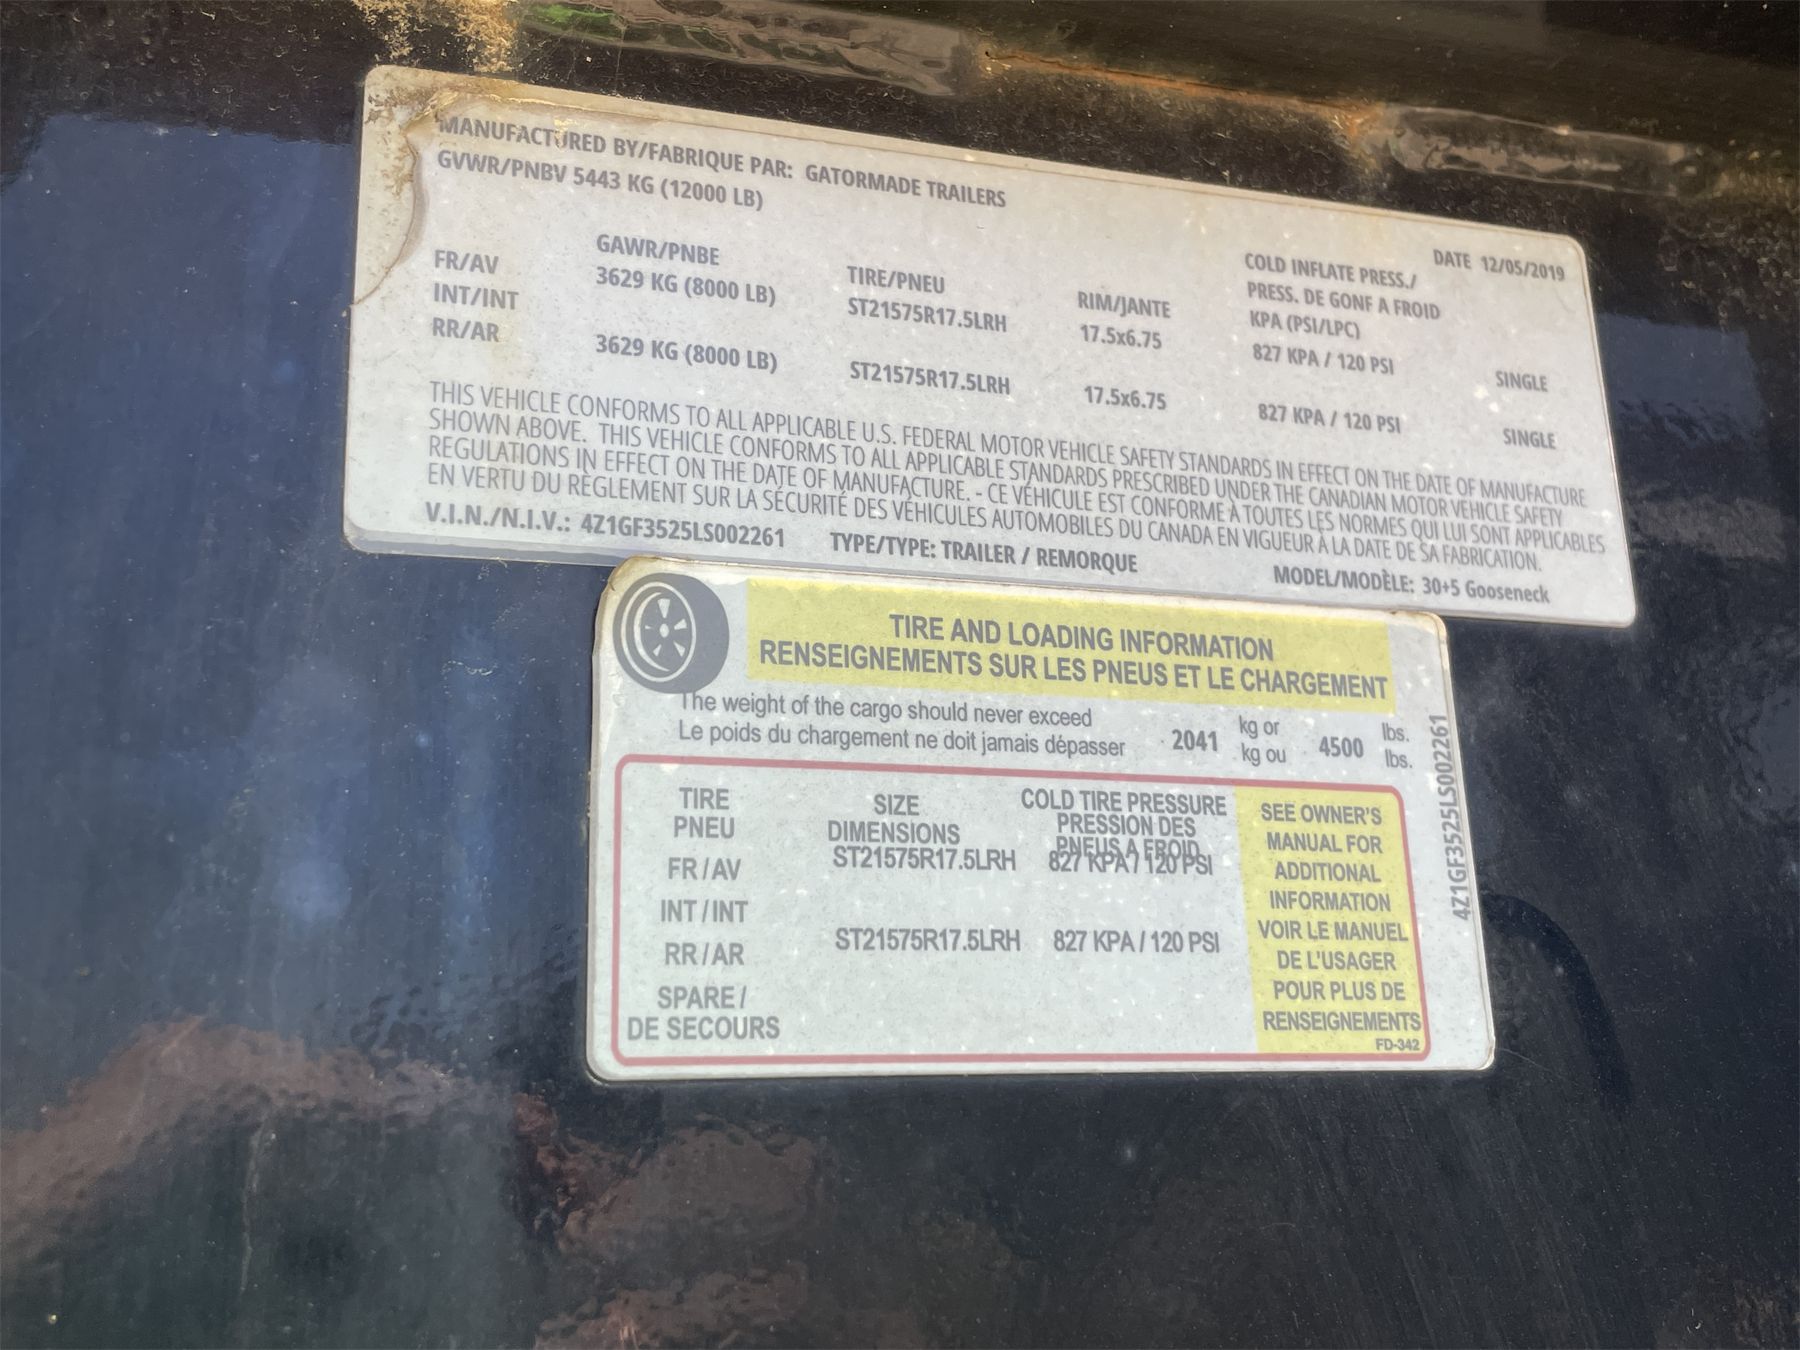 MANUFACTURED BY/FABRIQUE PAR: GATORMADE TRAILERS
GVWR/PNBV 5443 KG (12000 LB)
DATE 12/05/2019
GAWR/PNBE TIRE/PNEU RIM/JANTE COLD INFLATE PRESS./
PRESS. DE GONF A FROID
KPA (PSI/LPC)
FR/AV 3629 KG (8000 LB) ST21575R17.5LRH 17.5x6.75 827 KPA / 120 PSI SINGLE
INT/INT
RR/AR 3629 KG (8000 LB) ST21575R17.5LRH 17.5x6.75 827 KPA / 120 PSI SINGLE
THIS VEHICLE CONFORMS TO ALL APPLICABLE U.S. FEDERAL MOTOR VEHICLE SAFETY STANDARDS IN EFFECT ON THE DATE OF MANUFACTURE
SHOWN ABOVE. THIS VEHICLE CONFORMS TO ALL APPLICABLE STANDARDS PRESCRIBED UNDER THE CANADIAN MOTOR VEHICLE SAFETY
REGULATIONS IN EFFECT ON THE DATE OF MANUFACTURE. - CE VÉHICULE EST CONFORME À TOUTES LES NORMES QUI LUI SONT APPLICABLES
EN VERTU DU RÈGLEMENT SUR LA SÉCURITÉ DES VÉHICULES AUTOMOBILES DU CANADA EN VIGUEUR À LA DATE DE SA FABRICATION.
V.I.N./N.I.V.: 4Z1GF3525LS002261 TYPE/TYPE: TRAILER / REMORQUE MODEL/MODÈLE: 30+5 Gooseneck
TIRE AND LOADING INFORMATION
RENSEIGNEMENTS SUR LES PNEUS ET LE CHARGEMENT
The weight of the cargo should never exceed kg or lbs.
Le poids du chargement ne doit jamais dépasser 2041 kg ou 4500 lbs.
TIRE SIZE COLD TIRE PRESSURE
PNEU DIMENSIONS PRESSION DES
PNEUS A FROID
FR/AV ST21575R17.5LRH 827 KPA / 120 PSI
INT/INT
RR/AR ST21575R17.5LRH 827 KPA / 120 PSI
SPARE/
DE SECOURS
SEE OWNER'S
MANUAL FOR
ADDITIONAL
INFORMATION
VOIR LE MANUEL
DE L'USAGER
POUR PLUS DE
RENSEIGNEMENTS
FD-342
4Z1GF3525LS002261